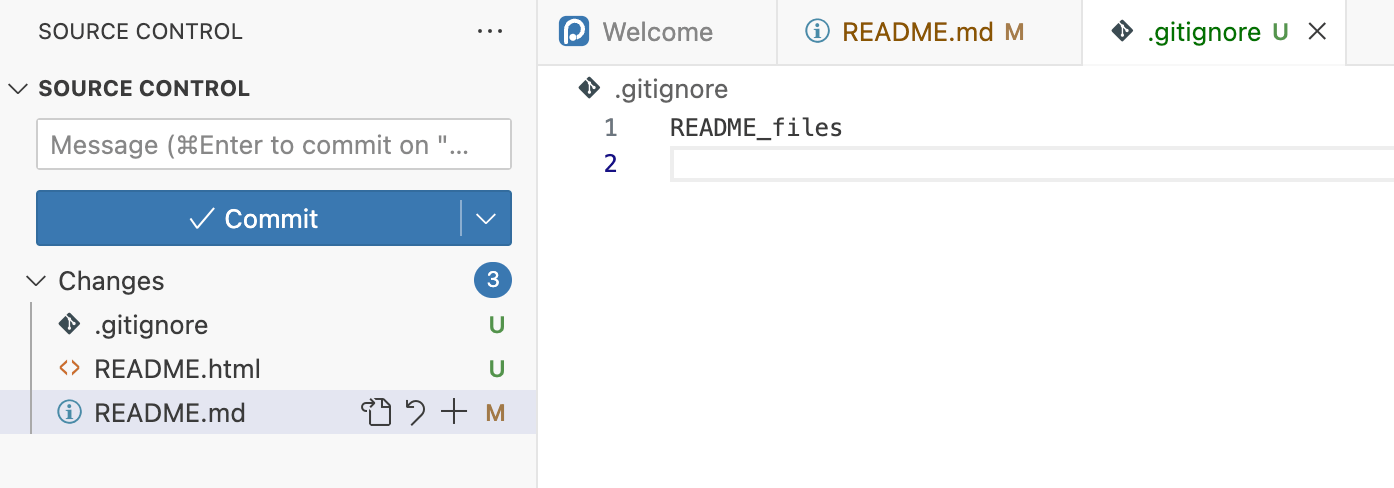 SOURCE CONTROL
SOURCE CONTROL
Message (⌘Enter to commit on "...
Commit
Changes 3
.gitignore U
README.html U
README.md M
Welcome README.md M .gitignore U
.gitignore
1 README_files
2